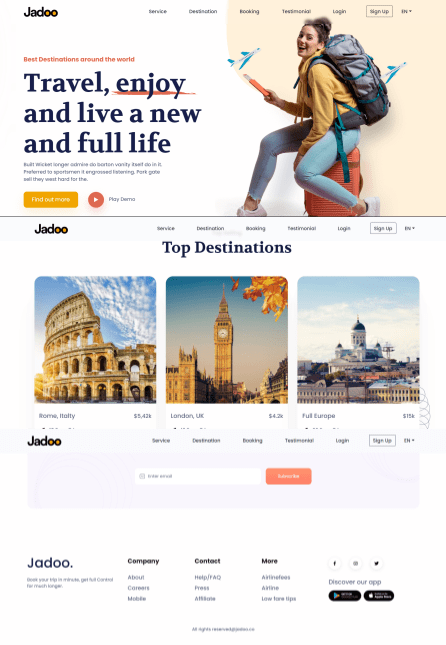 Jadoo
Service
Destination
Booking
Testimonial
Login
Sign Up
EN
Best Destinations around the world
Travel, enjoy
and live a new
and full life
Built Wicket longer admire do barton vanity itself do in it.
Preferred to sportsmen it engrossed listening. Park gate
sell they west hard for the.
Find out more
Play Demo
Jadoo
Service
Destination
Booking
Testimonial
Login
Sign Up
EN
Top Destinations
Rome, Italty
$5,42k
London, UK
$4.2k
Full Europe
$15k
Jadoo
Service
Destination
Booking
Testimonial
Login
Sign Up
EN
Enter email
Subscribe
Jadoo.
Book your trip in minute, get full Control
for much longer.
Company
About
Careers
Mobile
Contact
Help/FAQ
Press
Affiliate
More
Airlinefees
Airline
Low fare tips
Discover our app
All rights reserved@jadoo.co